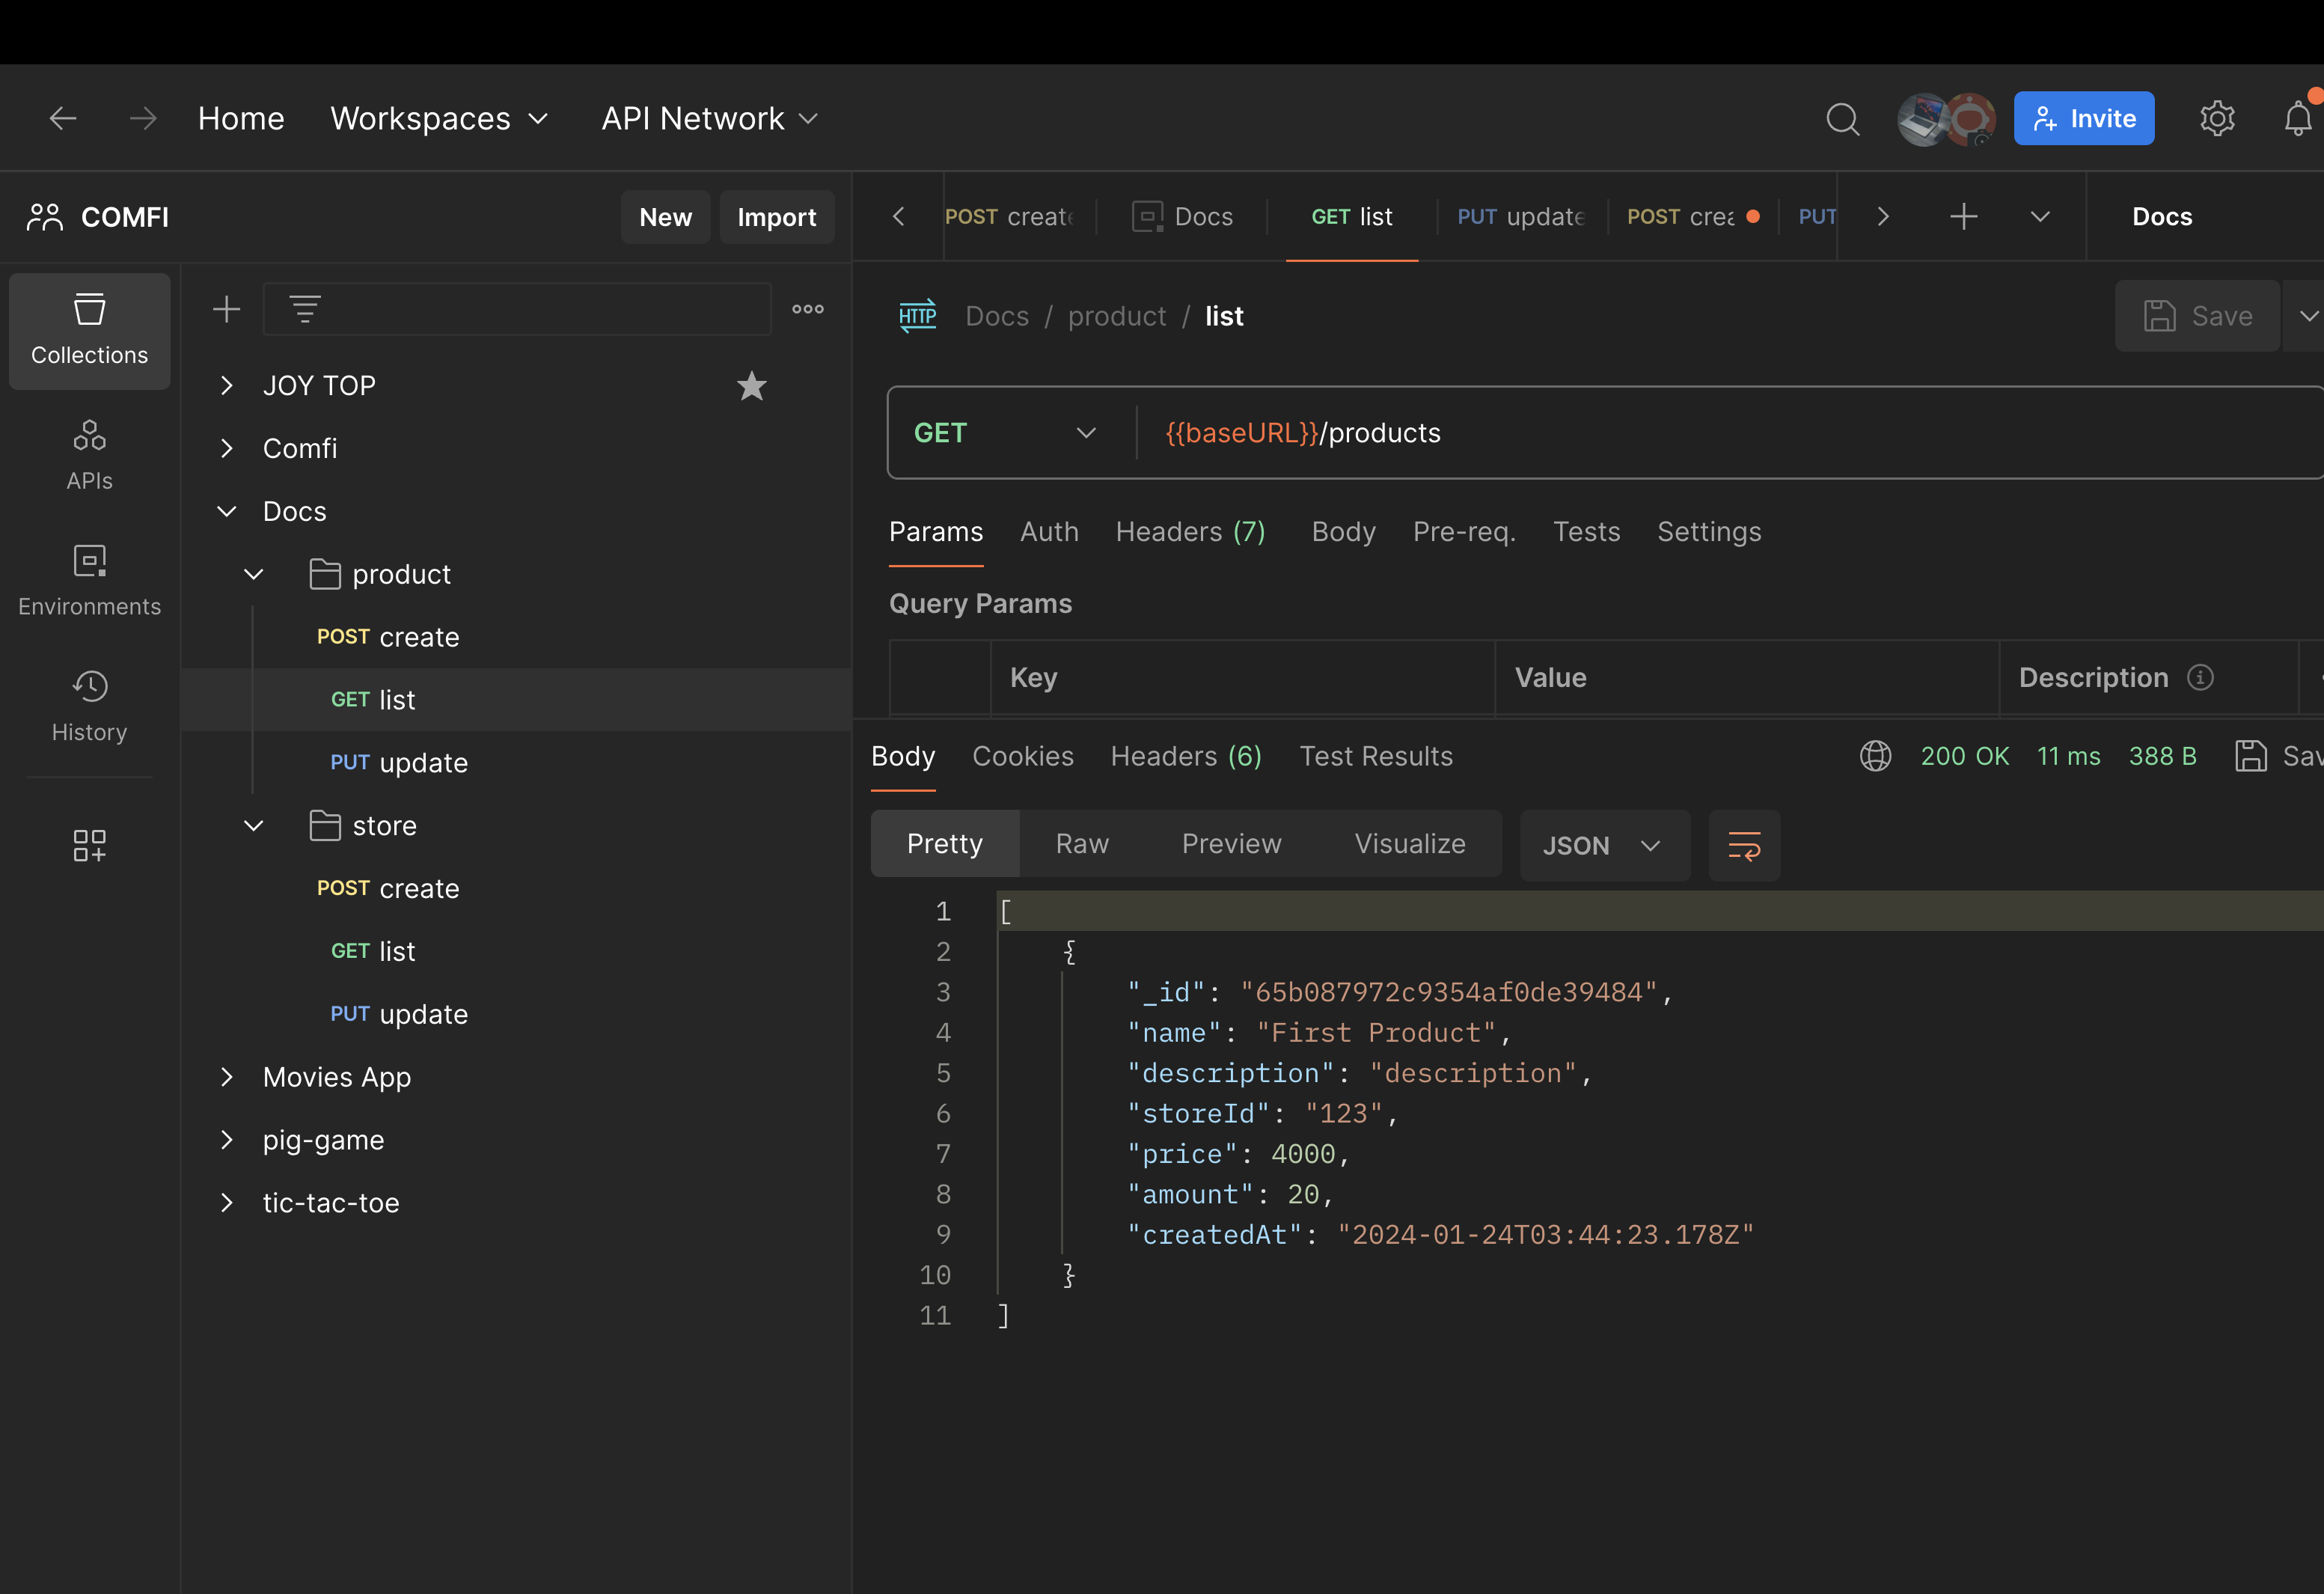 Home Workspaces API Network Invite
COMFI New Import
POST create Docs GET list PUT update POST crea PUT Docs
Collections
APIs
Environments
History
JOY TOP
Comfi
Docs
product
POST create
GET list
PUT update
store
POST create
GET list
PUT update
Movies App
pig-game
tic-tac-toe
HTTP Docs / product / list Save
GET {{baseURL}}/products
Params Auth Headers (7) Body Pre-req. Tests Settings
Query Params
Key Value Description
Body Cookies Headers (6) Test Results 200 OK 11 ms 388 B Sav
Pretty Raw Preview Visualize JSON
1 [
2 {
3 "_id": "65b087972c9354af0de39484",
4 "name": "First Product",
5 "description": "description",
6 "storeId": "123",
7 "price": 4000,
8 "amount": 20,
9 "createdAt": "2024-01-24T03:44:23.178Z"
10 }
11 ]